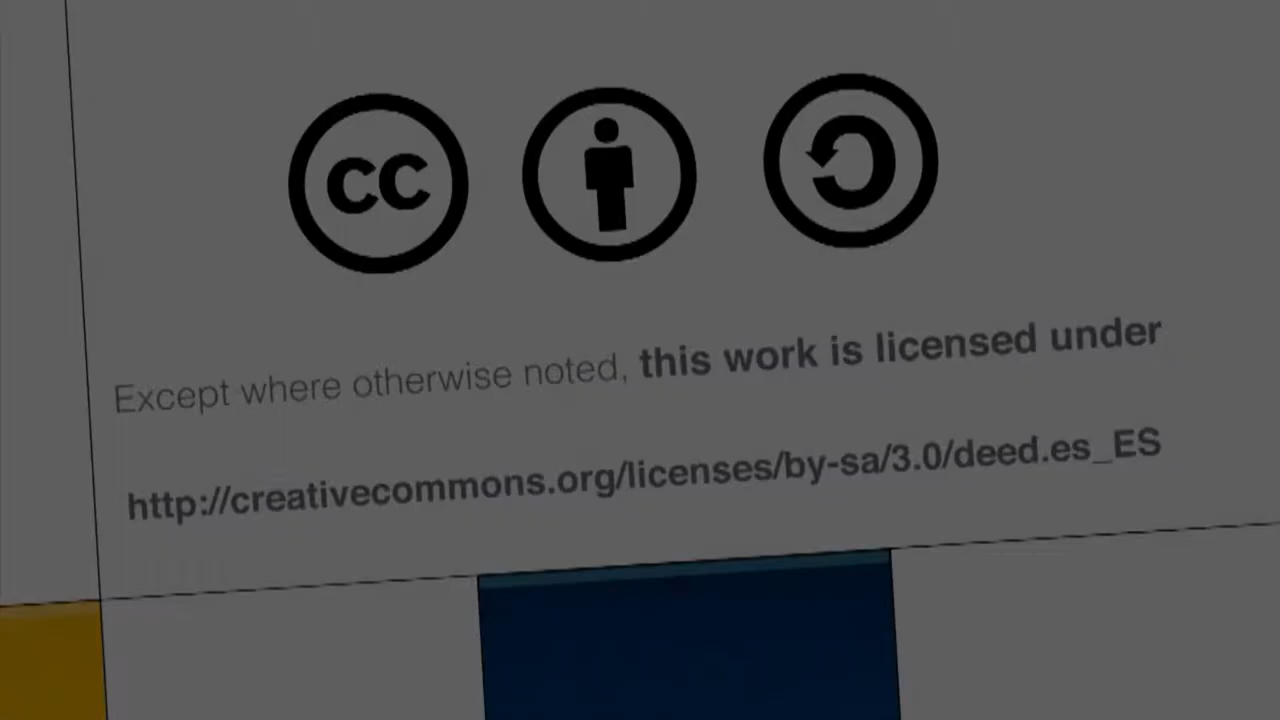 cc
Except where otherwise noted, this work is licensed under
http://creativecommons.org/licenses/by-sa/3.0/deed.es_ES